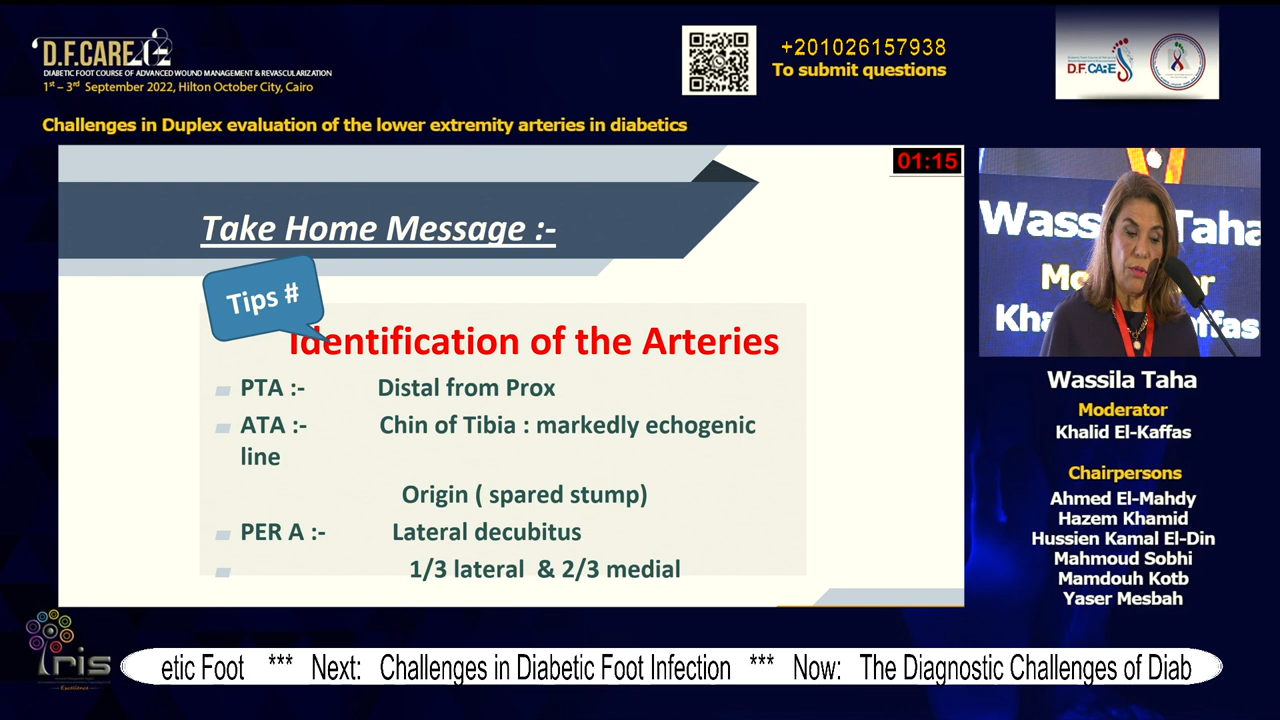 D.F.CARE
DIABETIC FOOT COURSE OF ADVANCED WOUND MANAGEMENT & REVASCULARIZATION
1st – 3rd September 2022, Hilton October City, Cairo
+201026157938
To submit questions
D.F.CARE
Challenges in Duplex evaluation of the lower extremity arteries in diabetics
01:15
Take Home Message :-
Tips #
Identification of the Arteries
PTA :- Distal from Prox
ATA :- Chin of Tibia : markedly echogenic
line
Origin ( spared stump)
PER A :- Lateral decubitus
1/3 lateral & 2/3 medial
Wassila Taha
Wassila Taha
Moderator
Khalid El-Kaffas
Chairpersons
Ahmed El-Mahdy
Hazem Khamid
Hussien Kamal El-Din
Mahmoud Sobhi
Mamdouh Kotb
Yaser Mesbah
Iris
Excellence
etic Foot *** Next: Challenges in Diabetic Foot Infection *** Now: The Diagnostic Challenges of Diab